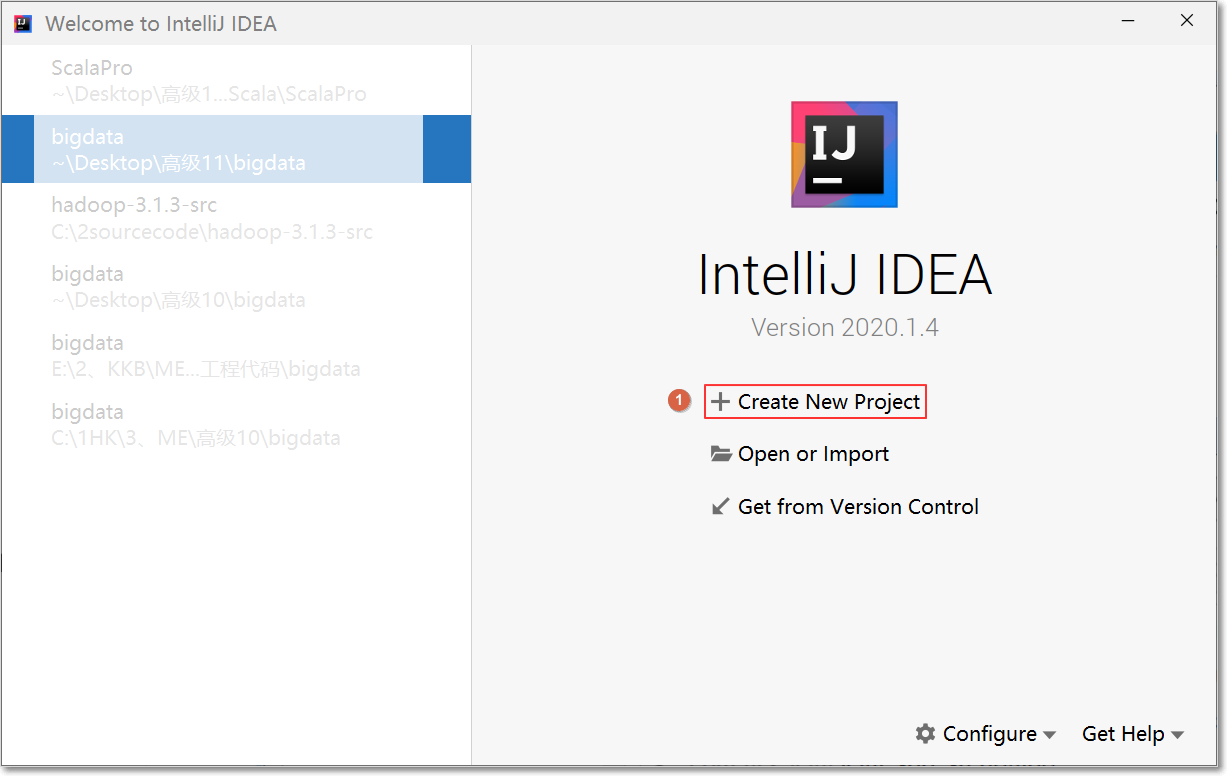 Welcome to IntelliJ IDEA
ScalaPro
~\Desktop\高级1...Scala\ScalaPro
bigdata
~\Desktop\高级11\bigdata
hadoop-3.1.3-src
C:\2sourcecode\hadoop-3.1.3-src
bigdata
~\Desktop\高级10\bigdata
bigdata
E:\2、KKB\ME...工程代码\bigdata
bigdata
C:\1HK\3、ME\高级10\bigdata
IJ
IntelliJ IDEA
Version 2020.1.4
1 Create New Project
Open or Import
Get from Version Control
Configure Get Help